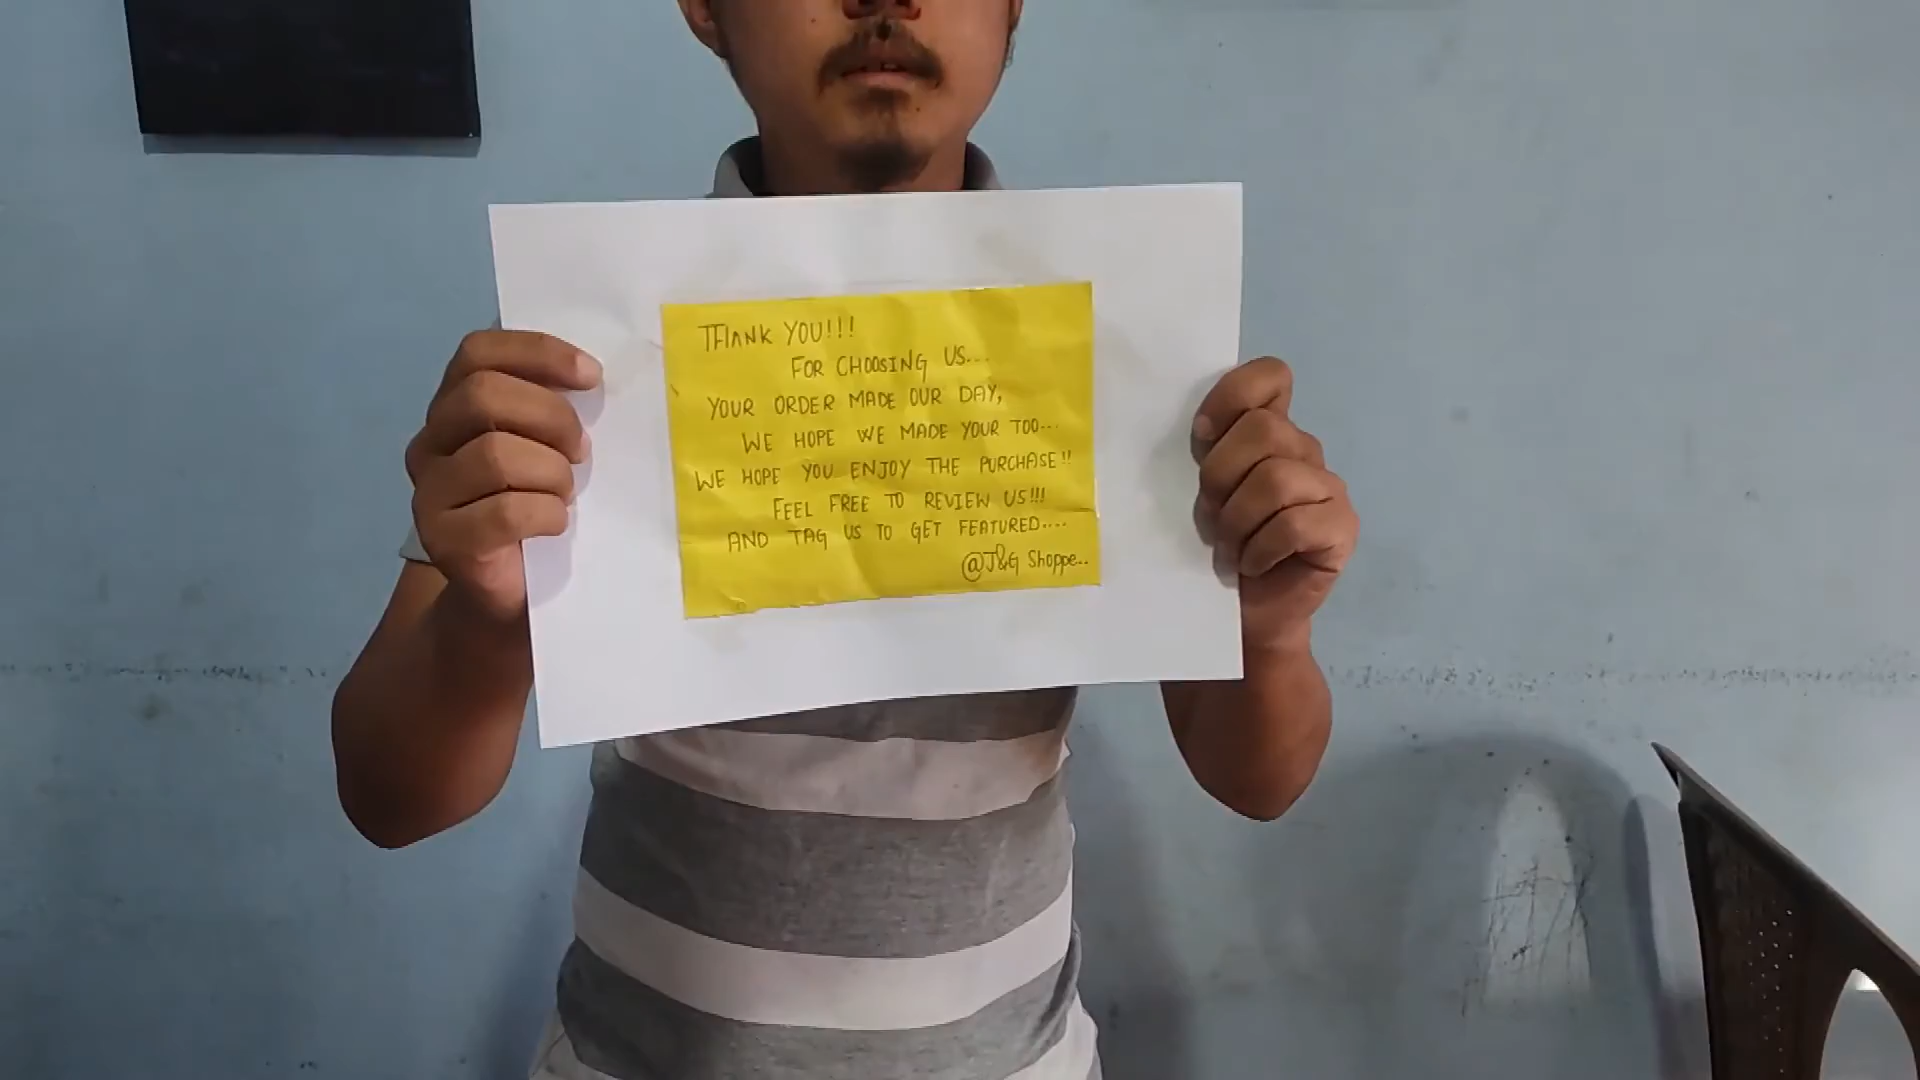 THANK YOU!!!
FOR CHOOSING US...
YOUR ORDER MADE OUR DAY,
WE HOPE WE MADE YOUR TOO...
WE HOPE YOU ENJOY THE PURCHASE!!
FEEL FREE TO REVIEW US!!!
AND TAG US TO GET FEATURED....
@J&G Shoppe..